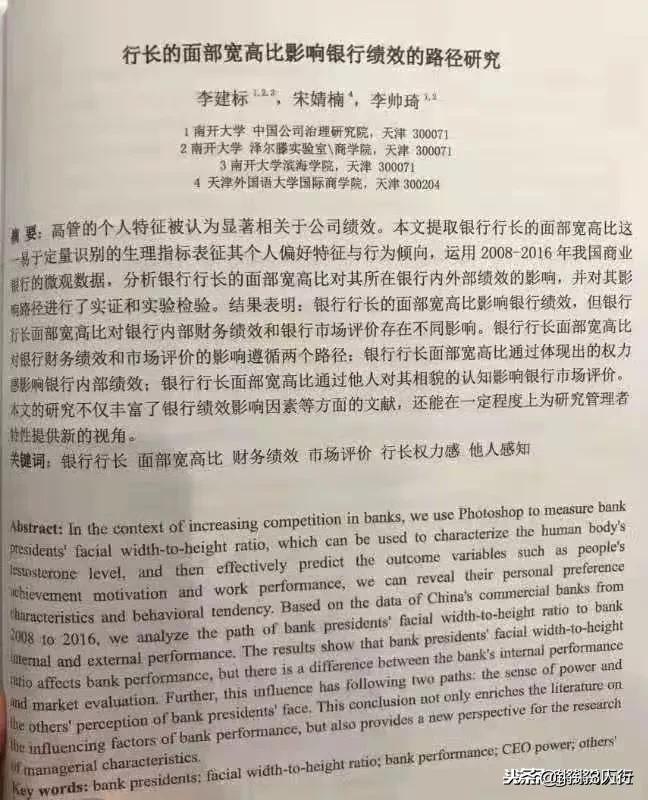 行长的面部宽高比影响银行绩效的路径研究
李建标1,2,3，宋婧楠4，李帅琦1,2
1 南开大学 中国公司治理研究院，天津 300071
2 南开大学 泽尔滕实验室\商学院，天津 300071
3 南开大学滨海学院，天津 300071
4 天津外国语大学国际商学院，天津 300204
摘 要：高管的个人特征被认为显著相关于公司绩效。本文提取银行行长的面部宽高比这
一易于定量识别的生理指标表征其个人偏好特征与行为倾向，运用 2008-2016 年我国商业
银行的微观数据，分析银行行长的面部宽高比对其所在银行内外部绩效的影响，并对其影
响路径进行了实证和实验检验。结果表明：银行行长的面部宽高比影响银行绩效，但银行
行长面部宽高比对银行内部财务绩效和银行市场评价存在不同影响。银行行长面部宽高比
对银行财务绩效和市场评价的影响遵循两个路径：银行行长面部宽高比通过体现出的权力
感影响银行内部绩效；银行行长面部宽高比通过他人对其相貌的认知影响银行市场评价。
本文的研究不仅丰富了银行绩效影响因素等方面的文献，还能在一定程度上为研究管理者
特性提供新的视角。
关键词：银行行长 面部宽高比 财务绩效 市场评价 行长权力感 他人感知
Abstract: In the context of increasing competition in banks, we use Photoshop to measure bank
presidents' facial width-to-height ratio, which can be used to characterize the human body's
testosterone level, and then effectively predict the outcome variables such as people's
achievement motivation and work performance, we can reveal their personal preference
characteristics and behavioral tendency. Based on the data of China's commercial banks from
2008 to 2016, we analyze the path of bank presidents' facial width-to-height ratio to bank
internal and external performance. The results show that bank presidents' facial width-to-height
ratio affects bank performance, but there is a difference between the bank's internal performance
and market evaluation. Further, this influence has following two paths: the sense of power and
the others' perception of bank presidents' face. This conclusion not only enriches the literature on
the influencing factors of bank performance, but also provides a new perspective for the research
of managerial characteristics.
Key words: bank presidents; facial width-to-height ratio; bank performance; CEO power; others'
头条